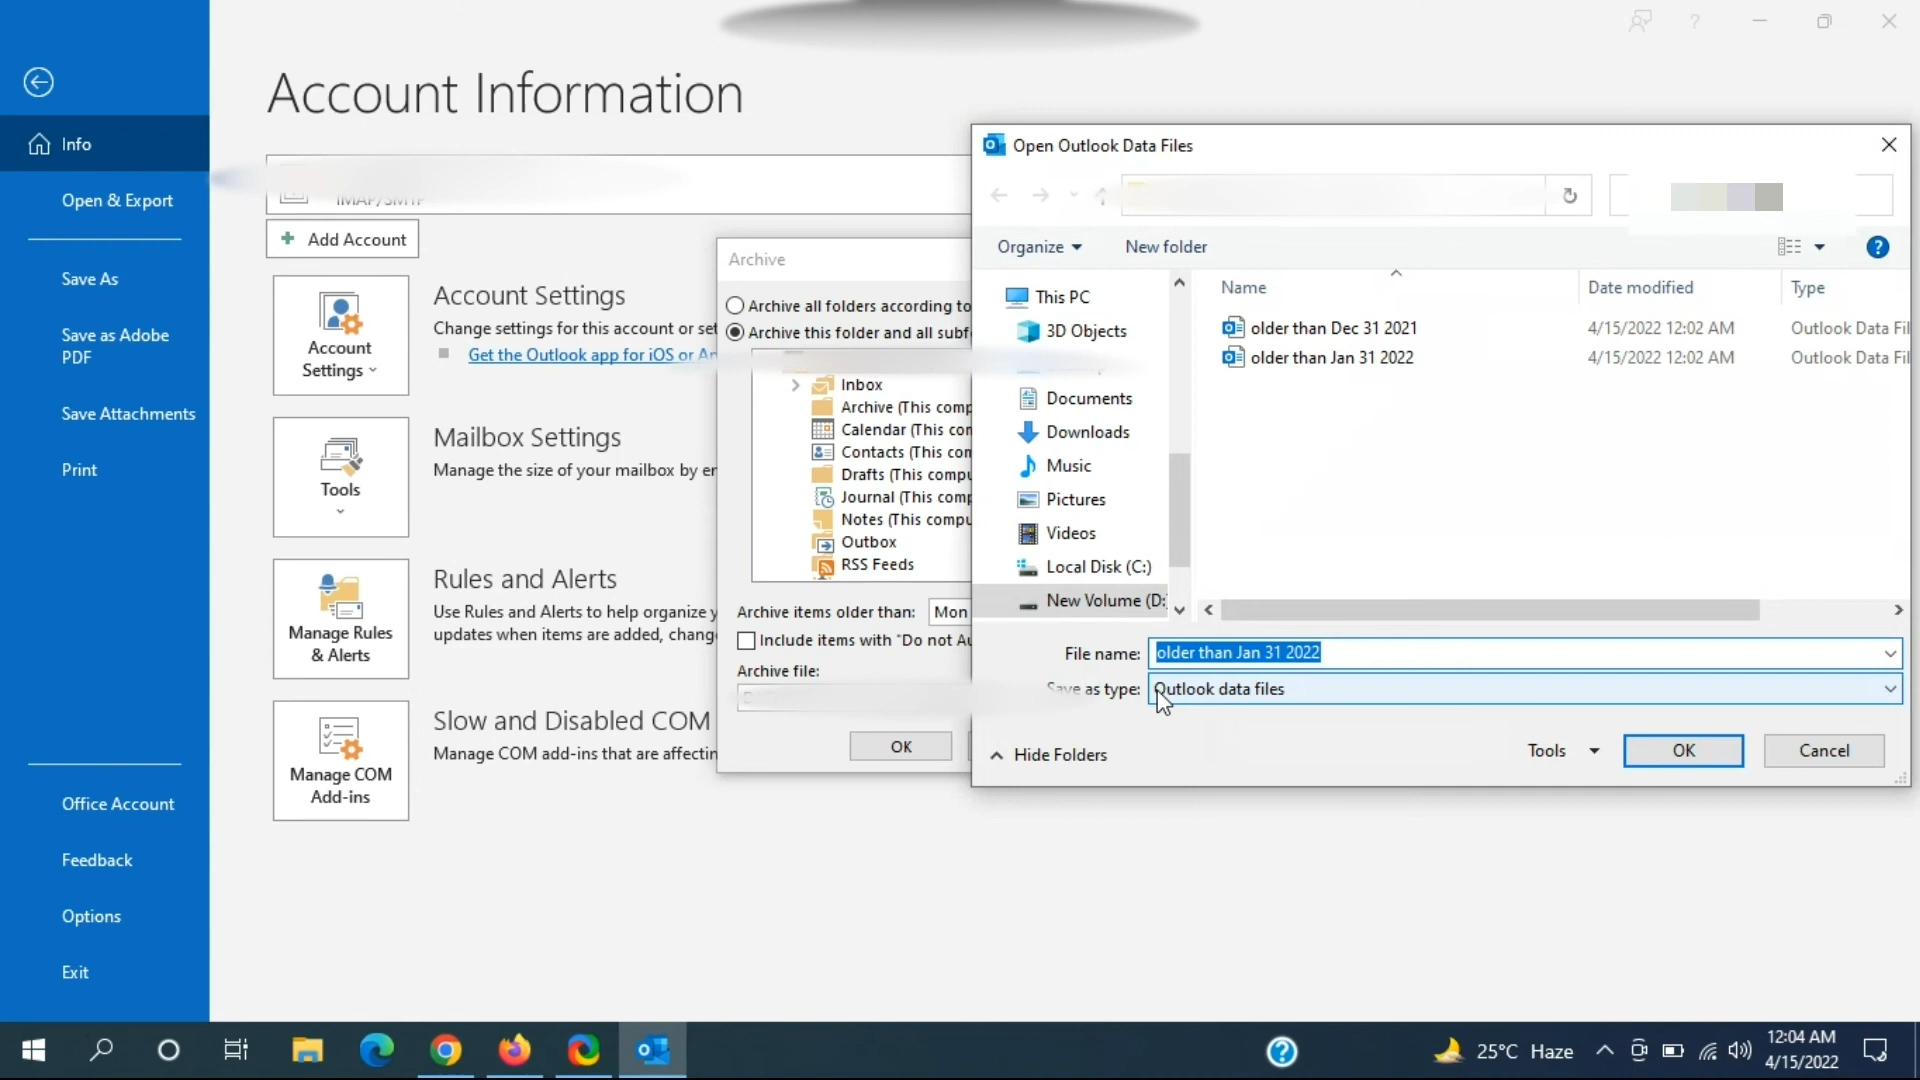 Account Information
Info
Open & Export
Save As
Save as Adobe
PDF
Save Attachments
Print
Office Account
Feedback
Options
Exit
IMAP/SMTP
Add Account
Account
Settings
Account Settings
Change settings for this account or set
Get the Outlook app for iOS or An
Tools
Mailbox Settings
Manage the size of your mailbox by en
Manage Rules
& Alerts
Rules and Alerts
Use Rules and Alerts to help organize y
updates when items are added, chang
Manage COM
Add-ins
Slow and Disabled COM
Manage COM add-ins that are affectin
Archive
Archive all folders according to
Archive this folder and all subf
Inbox
Archive (This comp
Calendar (This con
Contacts (This con
Drafts (This compu
Journal (This comp
Notes (This compu
Outbox
RSS Feeds
Archive items older than: Mon
Include items with "Do not Au
Archive file:
OK
Open Outlook Data Files
Organize
New folder
This PC
3D Objects
Documents
Downloads
Music
Pictures
Videos
Local Disk (C:)
New Volume (D:
Name Date modified Type
older than Dec 31 2021 4/15/2022 12:02 AM Outlook Data Fil
older than Jan 31 2022 4/15/2022 12:02 AM Outlook Data Fil
File name: older than Jan 31 2022
Save as type: Outlook data files
Hide Folders
Tools
OK
Cancel
25°C Haze
12:04 AM
4/15/2022